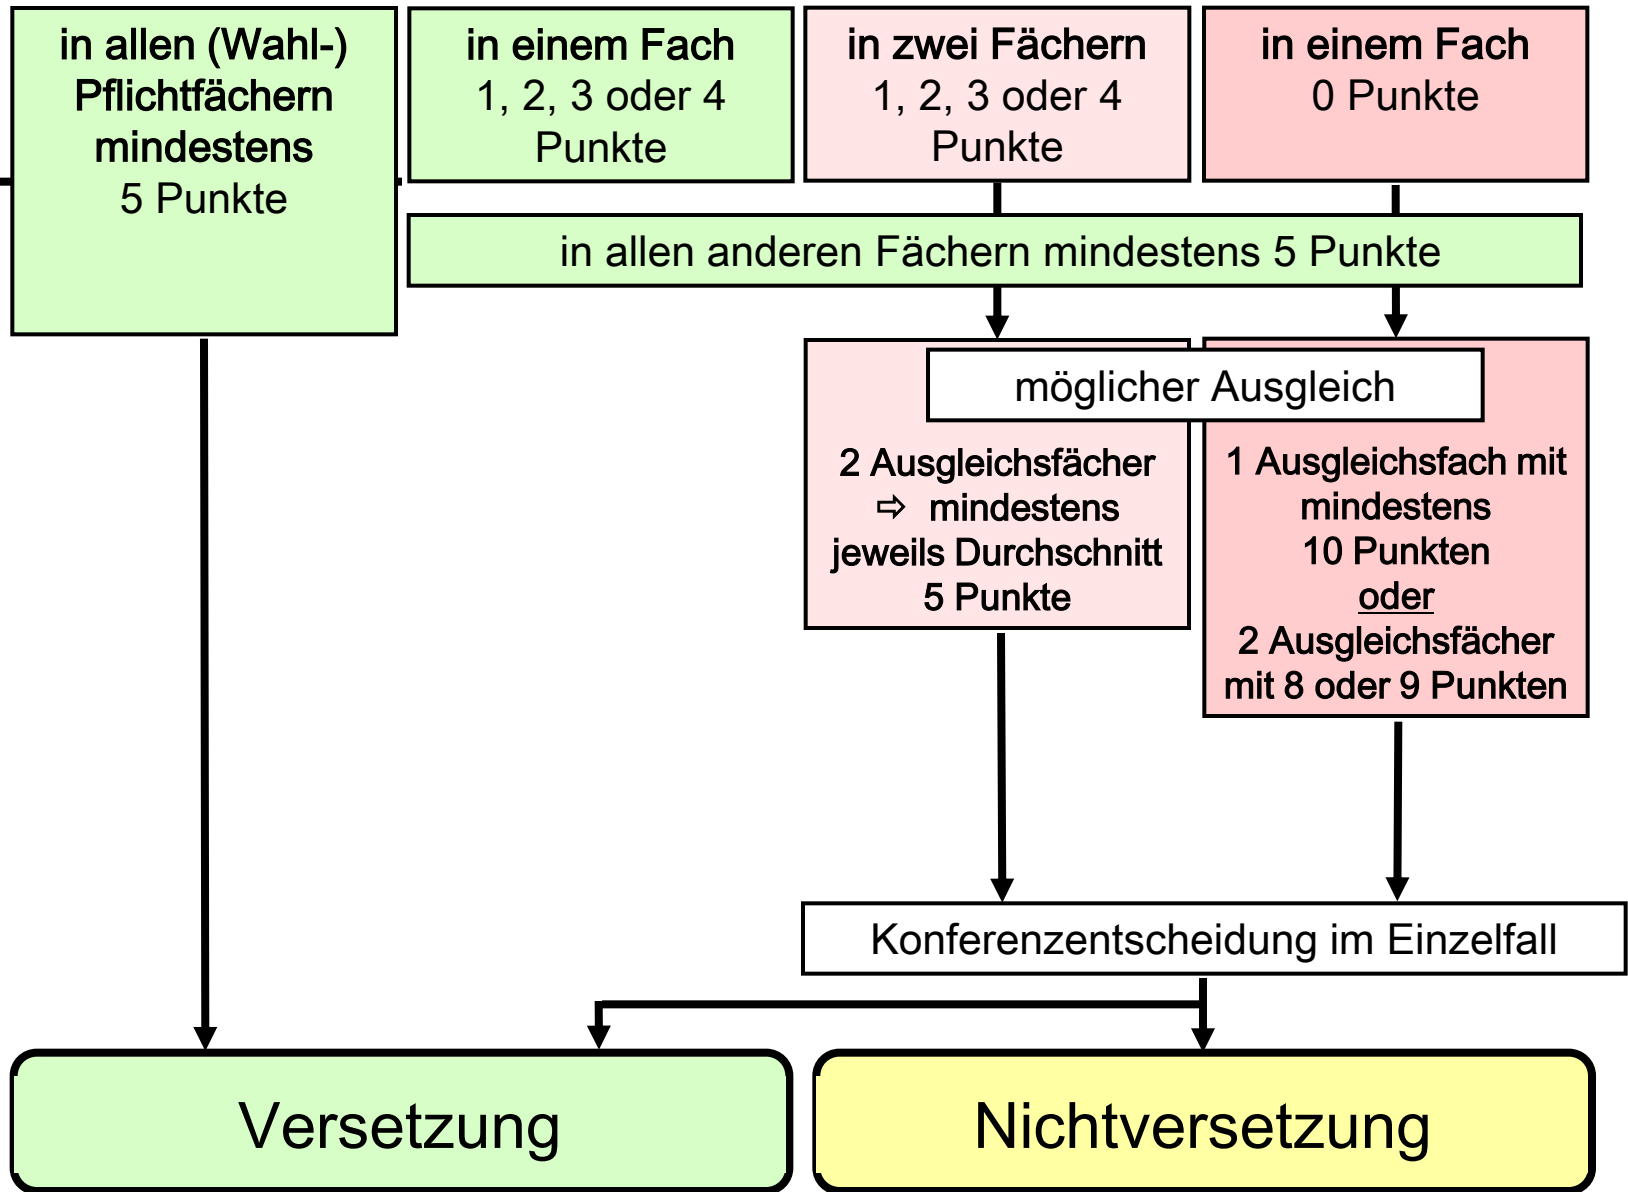 in allen (Wahl-)
Pflichtfächern
mindestens
5 Punkte
in einem Fach
1, 2, 3 oder 4
Punkte
in zwei Fächern
1, 2, 3 oder 4
Punkte
in einem Fach
0 Punkte
in allen anderen Fächern mindestens 5 Punkte
möglicher Ausgleich
2 Ausgleichsfächer
⇨ mindestens
jeweils Durchschnitt
5 Punkte
1 Ausgleichsfach mit
mindestens
10 Punkten
oder
2 Ausgleichsfächer
mit 8 oder 9 Punkten
Konferenzentscheidung im Einzelfall
Versetzung
Nichtversetzung